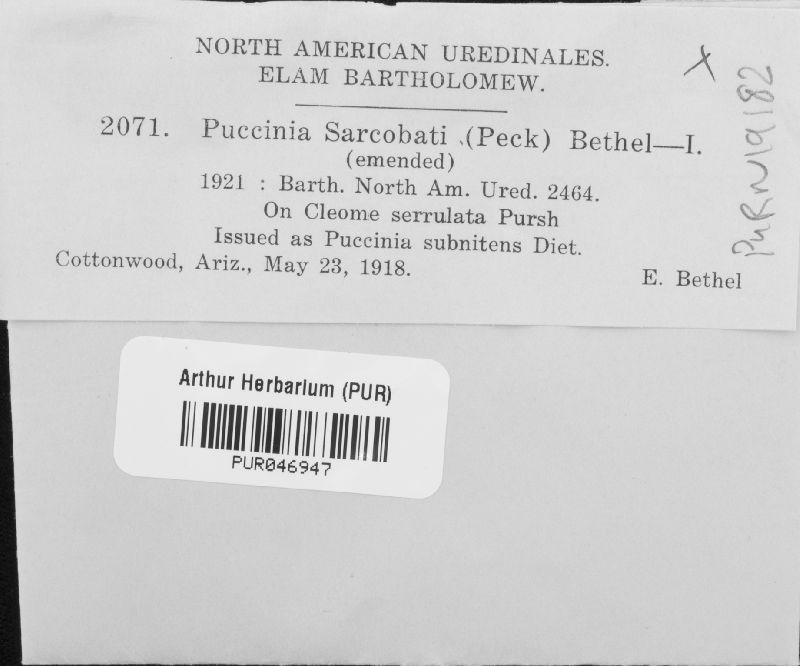 NORTH AMERICAN UREDINALES.
ELAM BARTHOLOMEW.
X
2071. Puccinia Sarcobati (Peck) Bethel—I.
(emended)
1921 : Barth. North Am. Ured. 2464.
On Cleome serrulata Pursh
Issued as Puccinia subnitens Diet.
Cottonwood, Ariz., May 23, 1918.
E. Bethel
PURN19182
Arthur Herbarium (PUR)
PUR046947